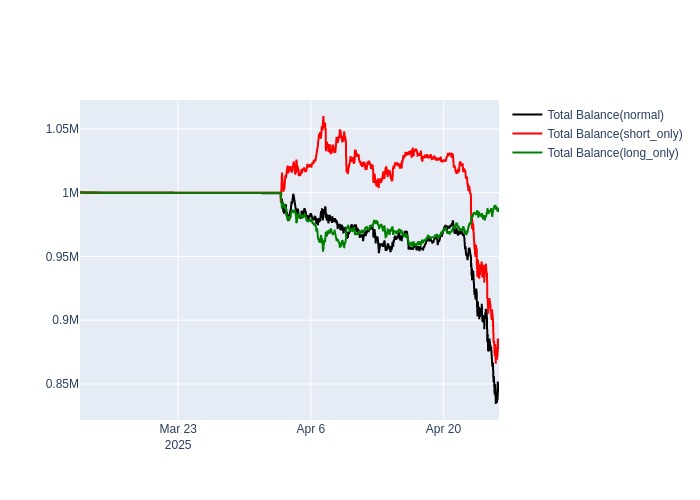 1.05M
1M
0.95M
0.9M
0.85M
Mar 23
2025
Apr 6
Apr 20
Total Balance(normal)
Total Balance(short_only)
Total Balance(long_only)